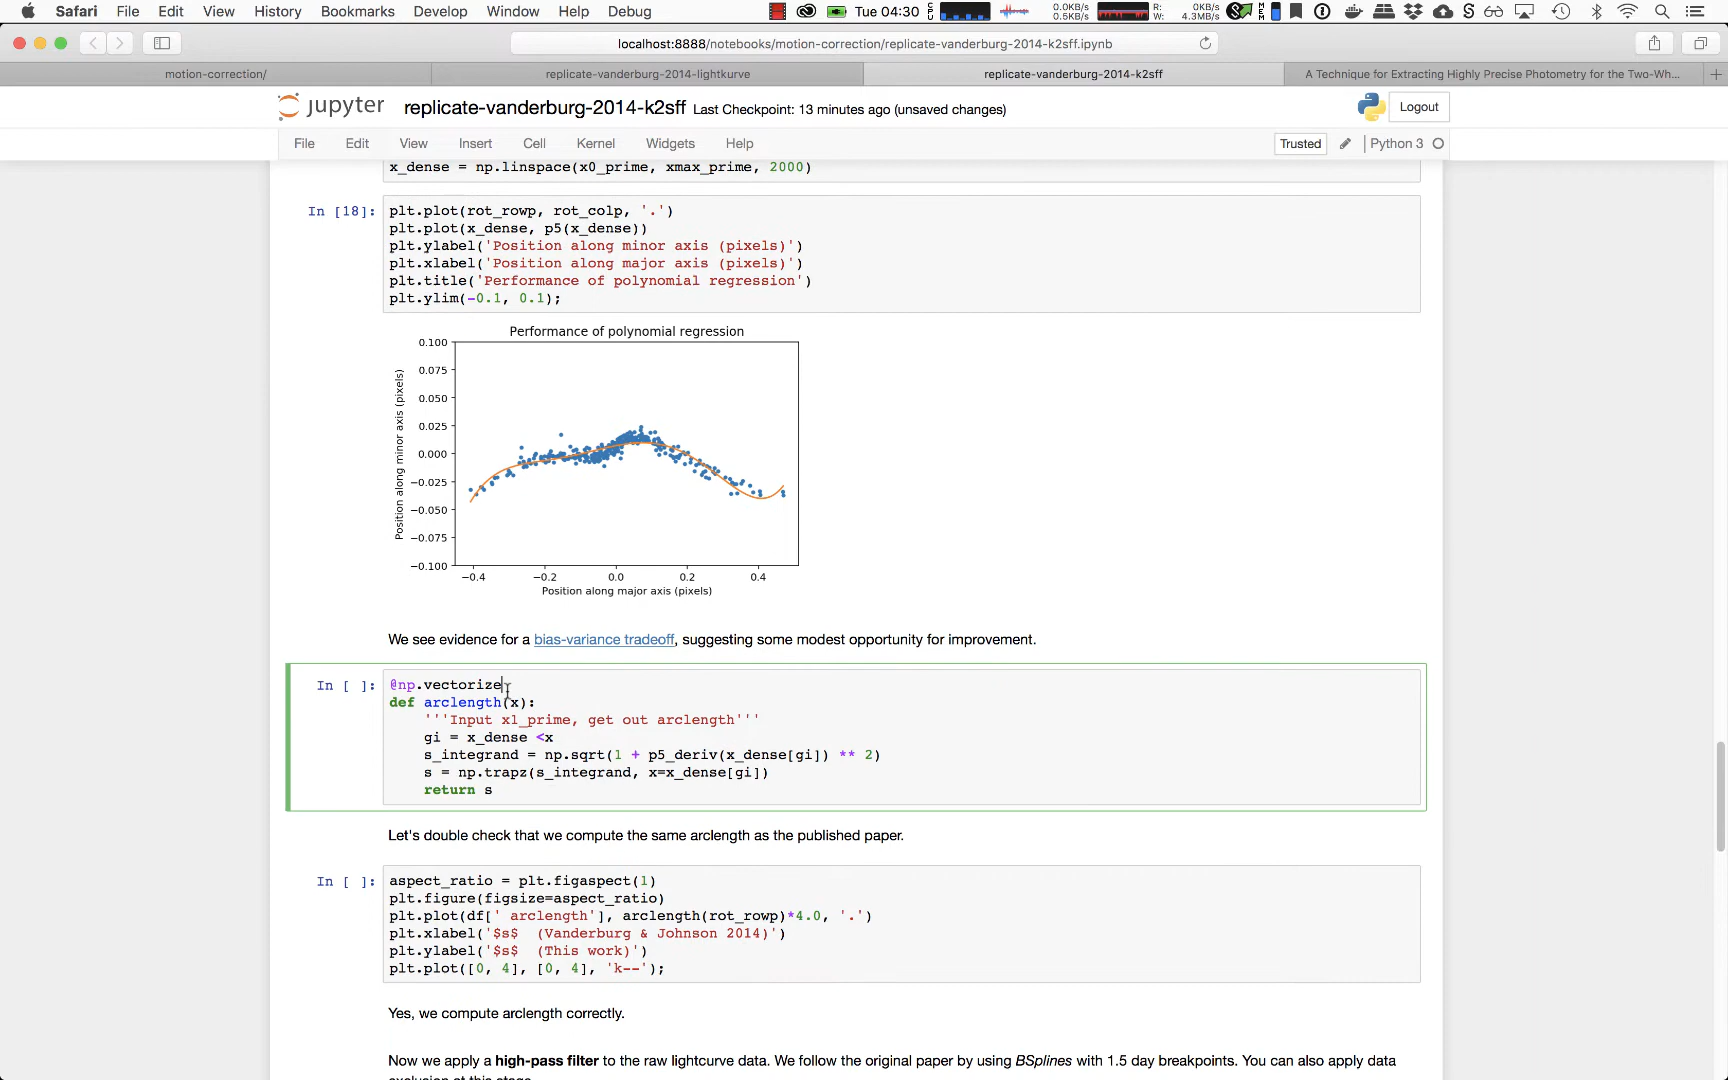 Safari File Edit View History Bookmarks Develop Window Help Debug Tue 04:30 0.0KB/s 0.5KB/s R: W: 0KB/s 4.3MB/s
localhost:8888/notebooks/motion-correction/replicate-vanderburg-2014-k2sff.ipynb
motion-correction/ replicate-vanderburg-2014-lightkurve replicate-vanderburg-2014-k2sff A Technique for Extracting Highly Precise Photometry for the Two-Wh...
jupyter replicate-vanderburg-2014-k2sff Last Checkpoint: 13 minutes ago (unsaved changes) Logout
File Edit View Insert Cell Kernel Widgets Help Trusted Python 3
x_dense = np.linspace(x0_prime, xmax_prime, 2000)
In [18]: plt.plot(rot_rowp, rot_colp, '.')
plt.plot(x_dense, p5(x_dense))
plt.ylabel('Position along minor axis (pixels)')
plt.xlabel('Position along major axis (pixels)')
plt.title('Performance of polynomial regression')
plt.ylim(-0.1, 0.1);
Performance of polynomial regression
Position along minor axis (pixels)
0.100
0.075
0.050
0.025
0.000
−0.025
−0.050
−0.075
−0.100
−0.4 −0.2 0.0 0.2 0.4
Position along major axis (pixels)
We see evidence for a bias-variance tradeoff, suggesting some modest opportunity for improvement.
In [ ]: @np.vectorize
def arclength(x):
'''Input x1_prime, get out arclength'''
gi = x_dense <x
s_integrand = np.sqrt(1 + p5_deriv(x_dense[gi]) ** 2)
s = np.trapz(s_integrand, x=x_dense[gi])
return s
Let's double check that we compute the same arclength as the published paper.
In [ ]: aspect_ratio = plt.figaspect(1)
plt.figure(figsize=aspect_ratio)
plt.plot(df[' arclength'], arclength(rot_rowp)*4.0, '.')
plt.xlabel('$s$ (Vanderburg & Johnson 2014)')
plt.ylabel('$s$ (This work)')
plt.plot([0, 4], [0, 4], 'k--');
Yes, we compute arclength correctly.
Now we apply a high-pass filter to the raw lightcurve data. We follow the original paper by using BSplines with 1.5 day breakpoints. You can also apply data